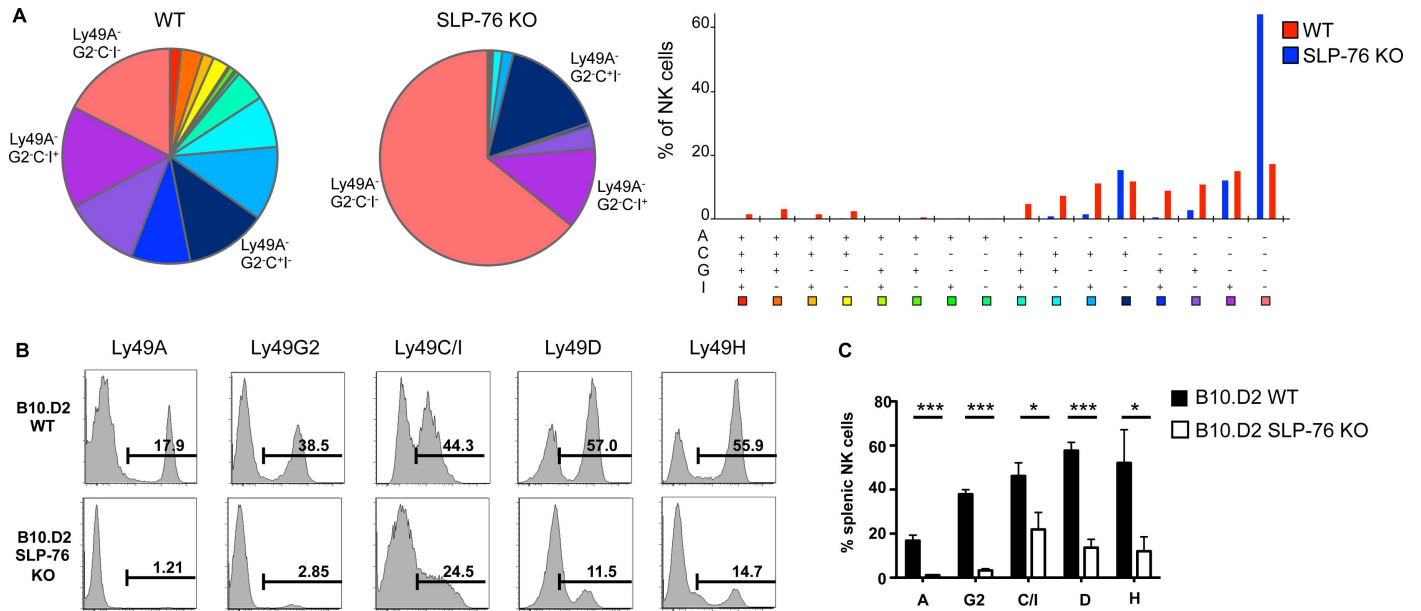 A
WT
SLP-76 KO
Ly49A-
G2-C-I-
Ly49A-
G2-C-I+
Ly49A-
G2-C+I-
Ly49A-
G2-C+I-
Ly49A-
G2-C-I-
Ly49A-
G2-C-I+
WT
SLP-76 KO
% of NK cells
60
40
20
0
A + + + + + + + + - - - - - - - -
C + + + + - - - - + + + + - - - -
G + + - - + + - - + + - - + + - -
I + - + - + - + - + - + - + - + -
B
Ly49A Ly49G2 Ly49C/I Ly49D Ly49H
B10.D2
WT
17.9 38.5 44.3 57.0 55.9
B10.D2
SLP-76
KO
1.21 2.85 24.5 11.5 14.7
C
B10.D2 WT
B10.D2 SLP-76 KO
% splenic NK cells
80
60
40
20
0
*** *** * *** *
A G2 C/I D H